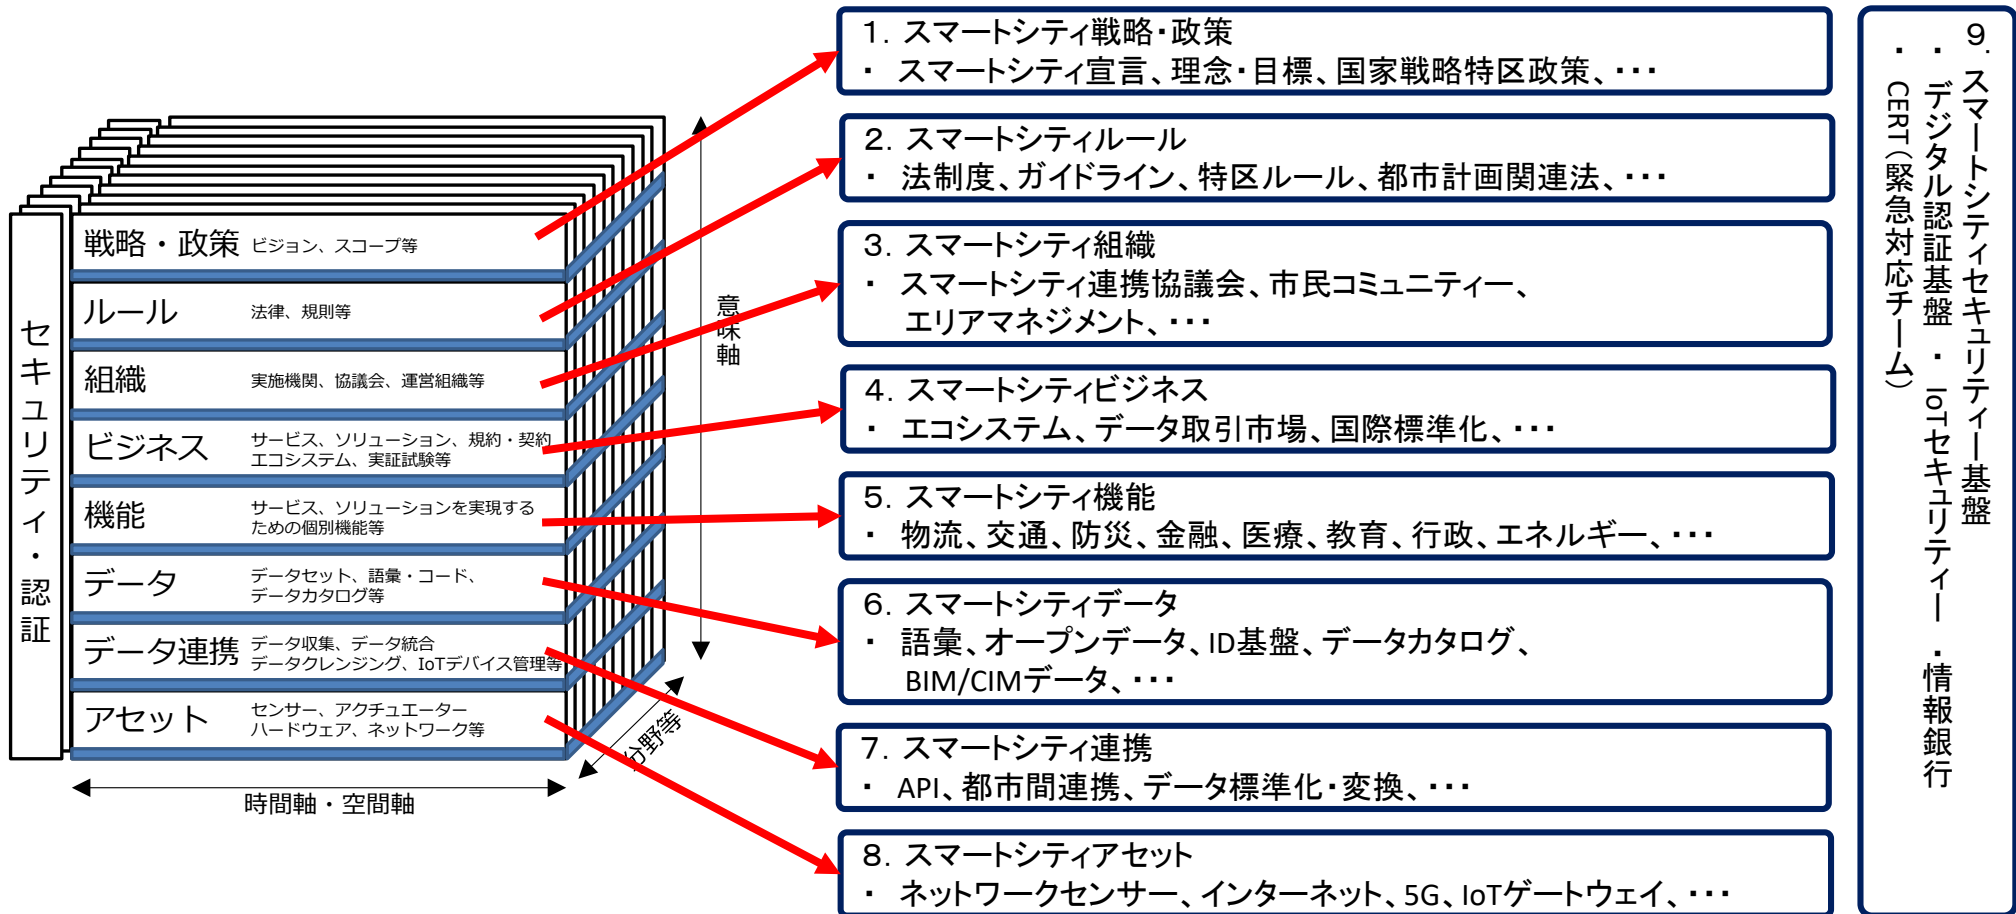 セキュリティ・認証
戦略・政策 ビジョン、スコープ等
ルール 法律、規則等
組織 実施機関、協議会、運営組織等
ビジネス サービス、ソリューション、規約・契約
エコシステム、実証試験等
機能 サービス、ソリューションを実現する
ための個別機能等
データ データセット、語彙・コード、
データカタログ等
データ連携 データ収集、データ統合
データクレンジング、IoTデバイス管理等
アセット センサー、アクチュエーター
ハードウェア、ネットワーク等
時間軸・空間軸
分野等
意味軸
1. スマートシティ戦略・政策
・ スマートシティ宣言、理念・目標、国家戦略特区政策、・・・
2. スマートシティルール
・ 法制度、ガイドライン、特区ルール、都市計画関連法、・・・
3. スマートシティ組織
・ スマートシティ連携協議会、市民コミュニティー、
エリアマネジメント、・・・
4. スマートシティビジネス
・ エコシステム、データ取引市場、国際標準化、・・・
5. スマートシティ機能
・ 物流、交通、防災、金融、医療、教育、行政、エネルギー、・・・
6. スマートシティデータ
・ 語彙、オープンデータ、ID基盤、データカタログ、
BIM/CIMデータ、・・・
7. スマートシティ連携
・ API、都市間連携、データ標準化・変換、・・・
8. スマートシティアセット
・ ネットワークセンサー、インターネット、5G、IoTゲートウェイ、・・・
9. スマートシティセキュリティー基盤
・ デジタル認証基盤 ・ IoTセキュリティー ・情報銀行
・ CERT(緊急対応チーム)